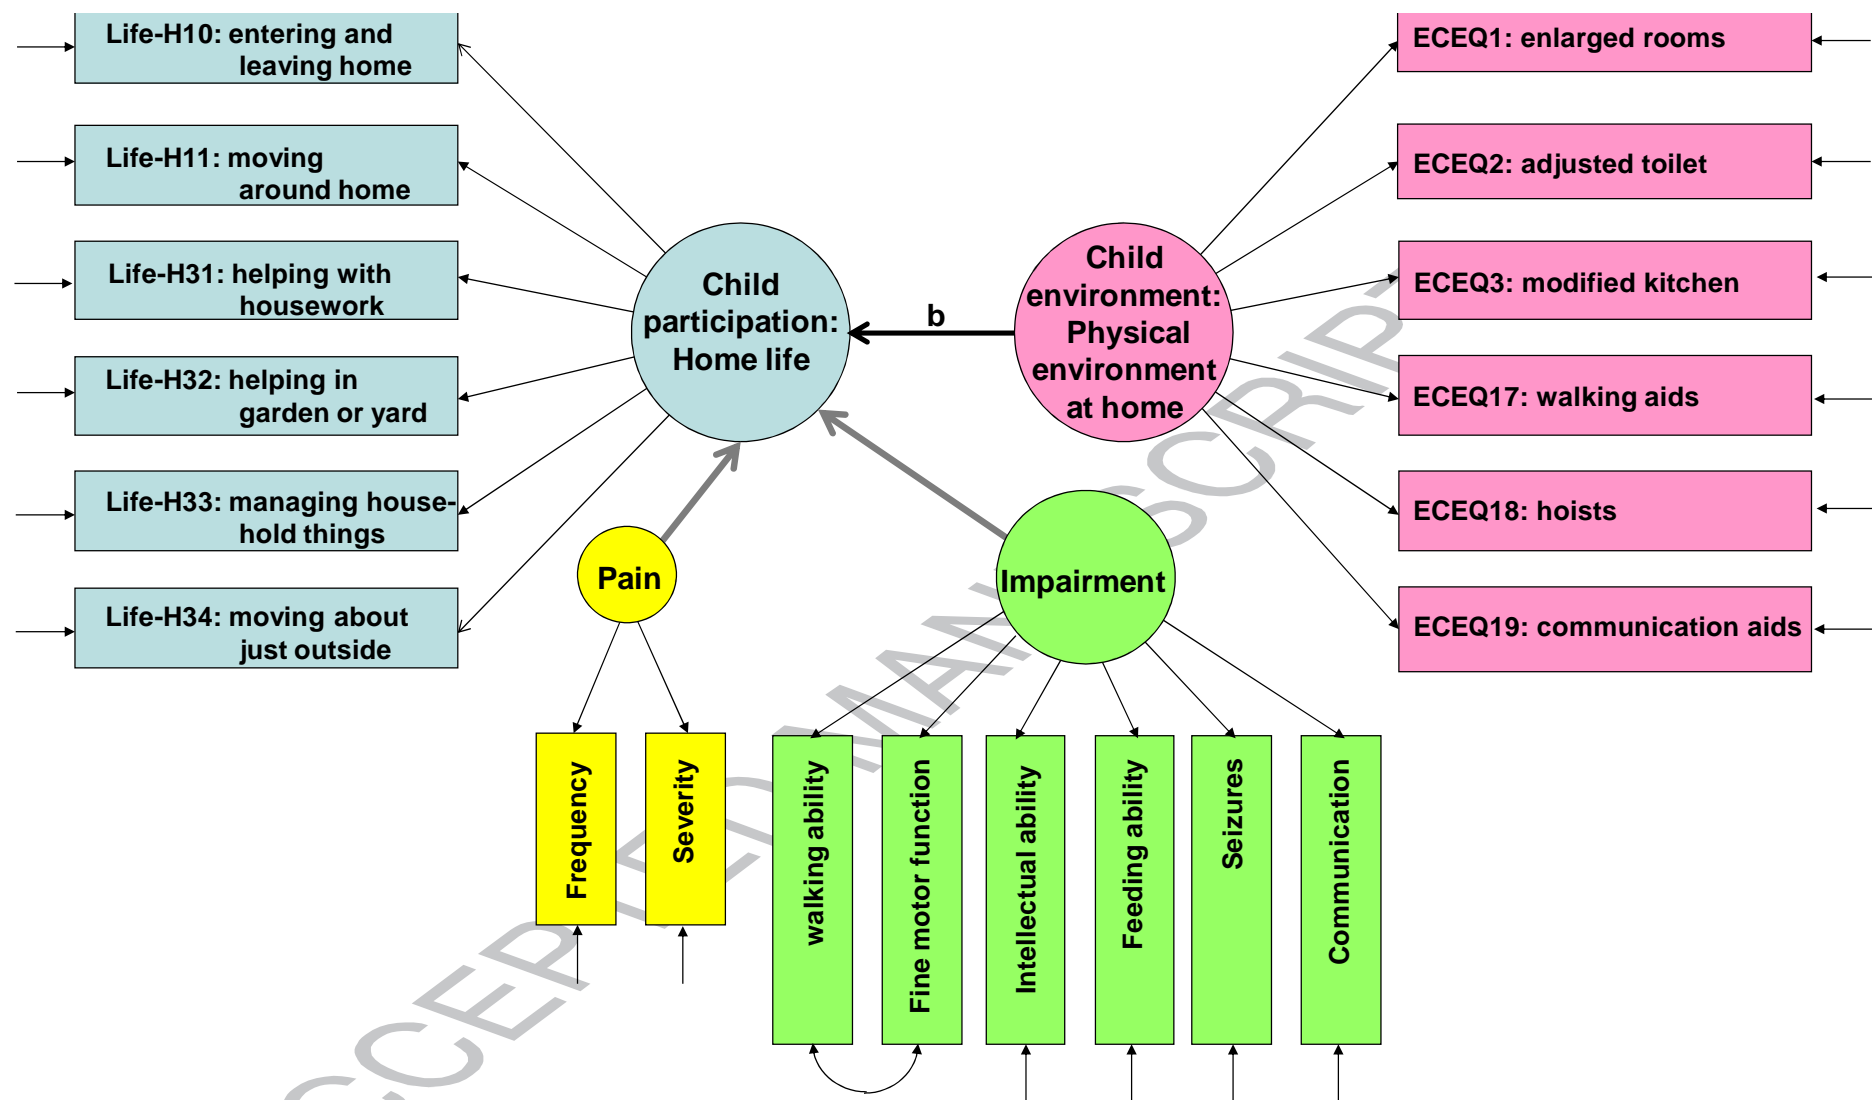 Life-H10: entering and
leaving home
Life-H11: moving
around home
Life-H31: helping with
housework
Life-H32: helping in
garden or yard
Life-H33: managing house-
hold things
Life-H34: moving about
just outside
Child
participation:
Home life
b
Child
environment:
Physical
environment
at home
ECEQ1: enlarged rooms
ECEQ2: adjusted toilet
ECEQ3: modified kitchen
ECEQ17: walking aids
ECEQ18: hoists
ECEQ19: communication aids
Pain
Impairment
Frequency
Severity
walking ability
Fine motor function
Intellectual ability
Feeding ability
Seizures
Communication